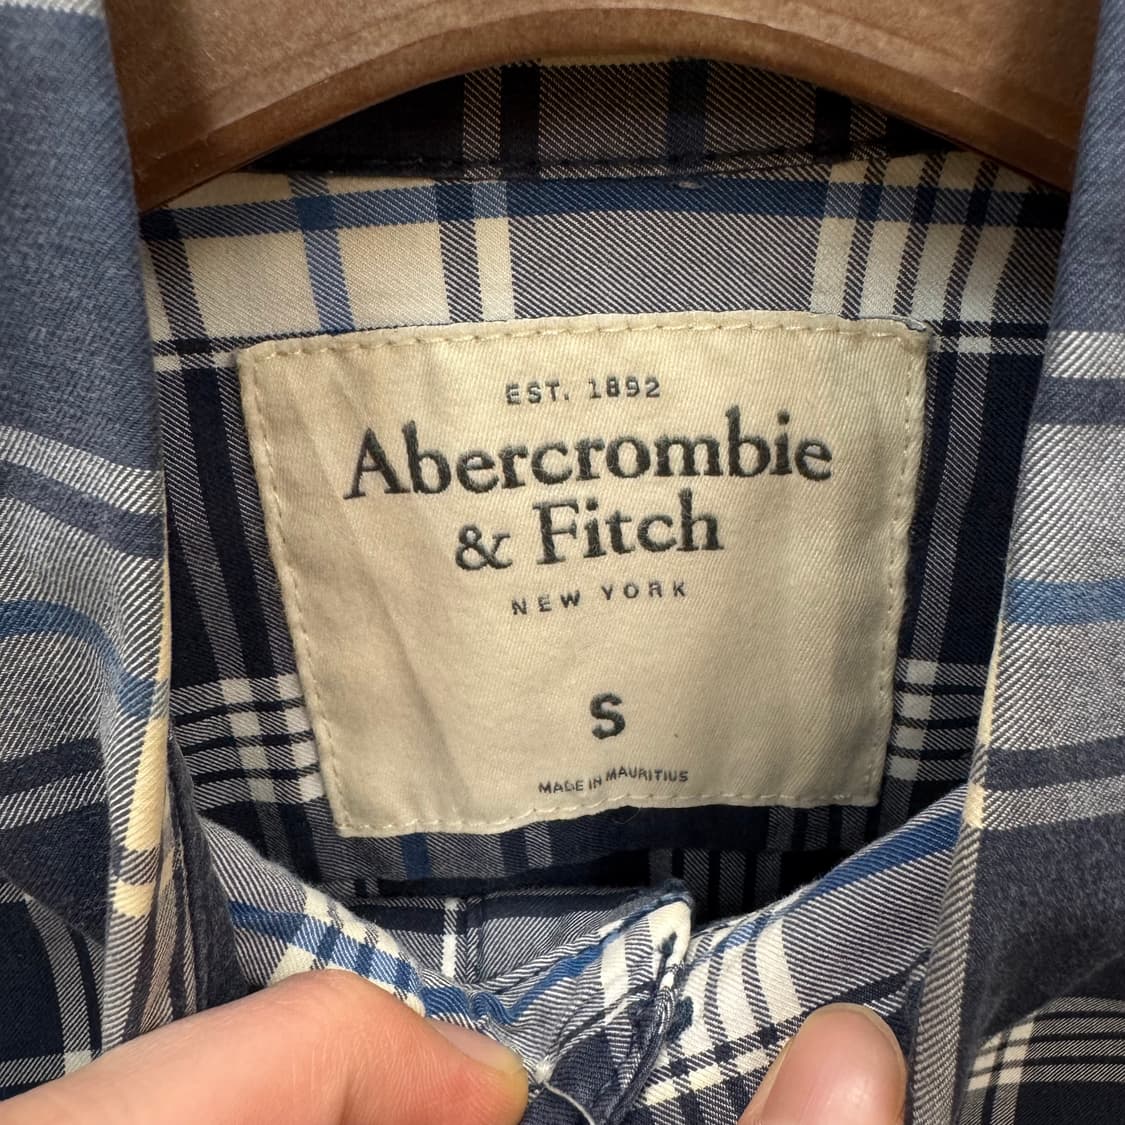 EST. 1892
Abercrombie
& Fitch
NEW YORK
S
MADE IN MAURITIUS